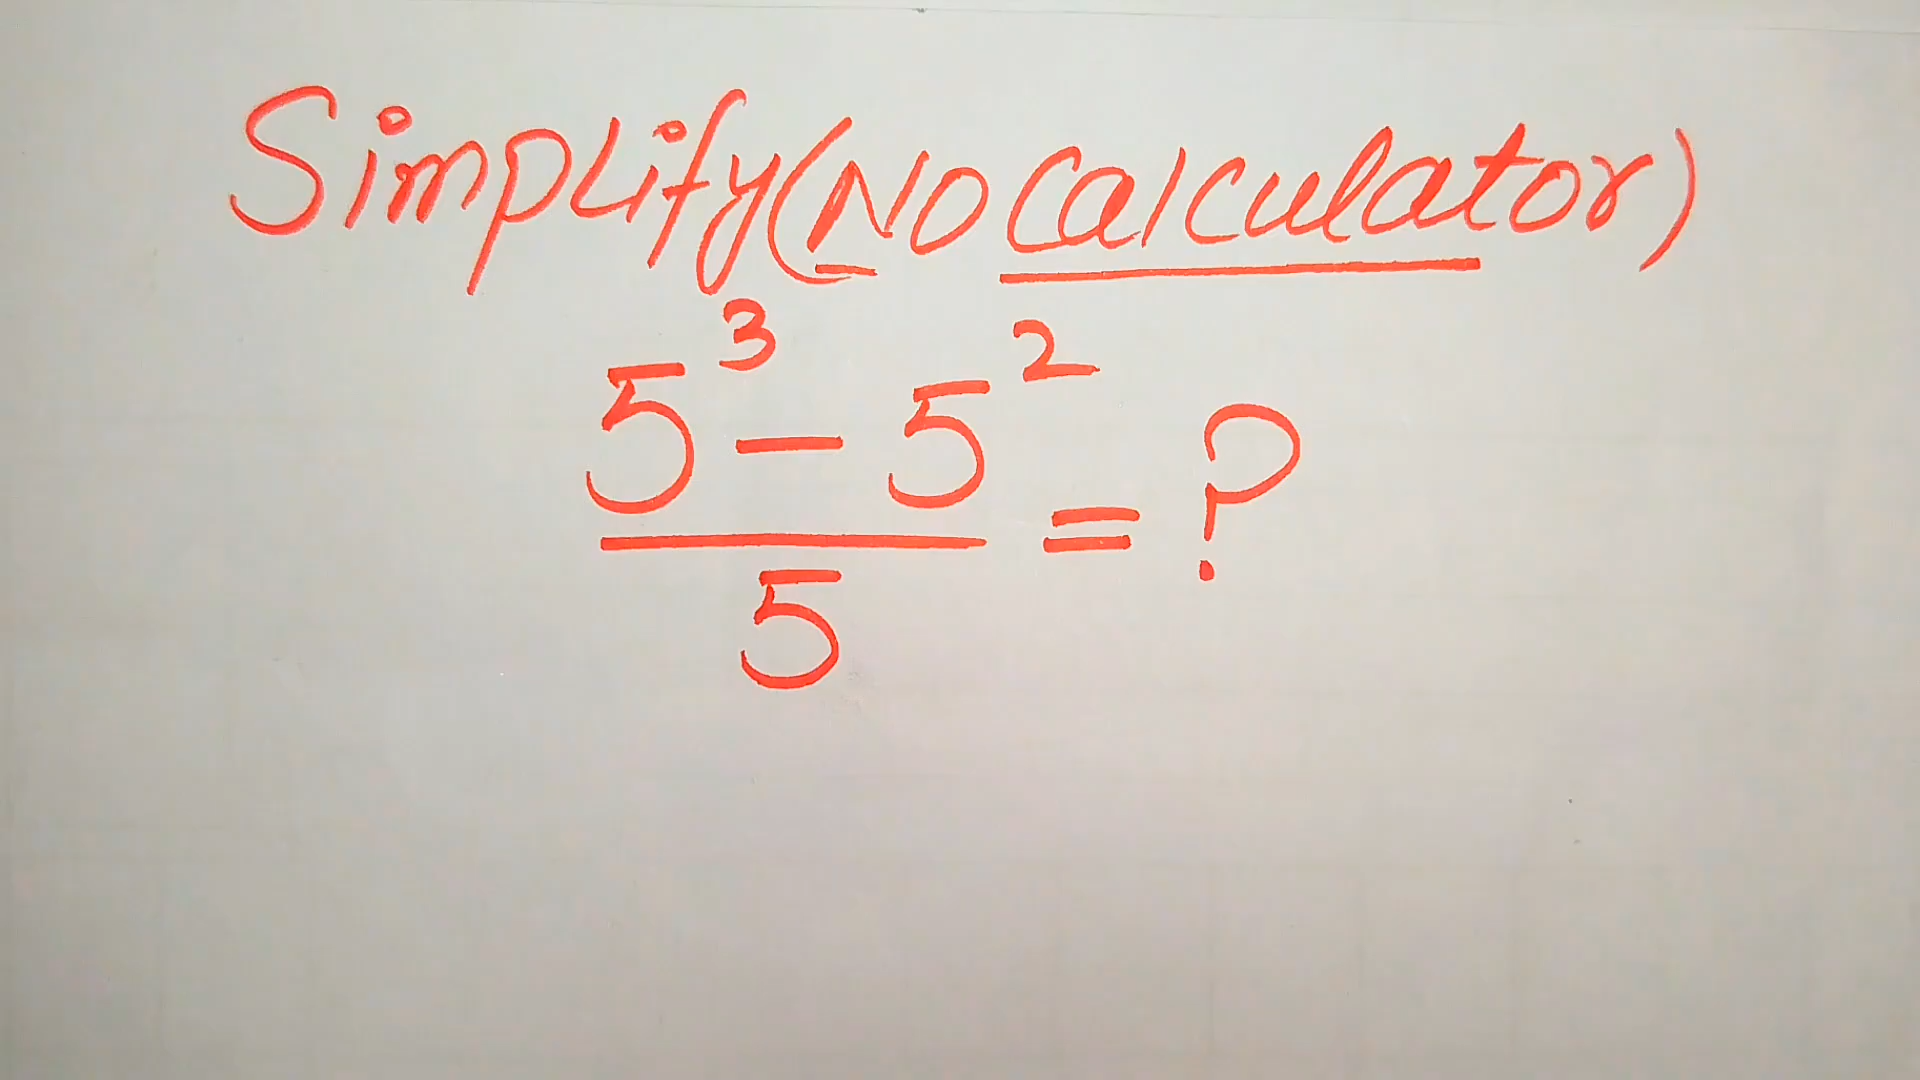 Simplify (No Calculator)
5³ - 5² / 5 = ?